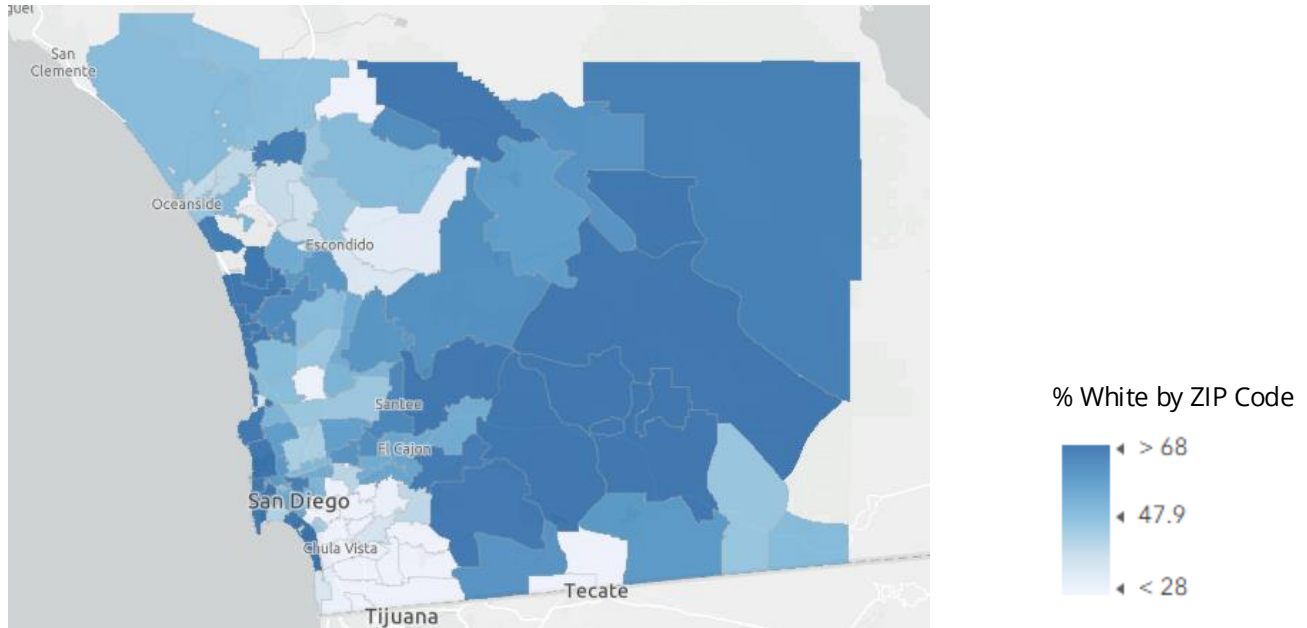 San
Clemente
Oceanside
Escondido
Santee
El Cajon
San Diego
Chula Vista
Tecate
Tijuana
% White by ZIP Code
> 68
47.9
< 28